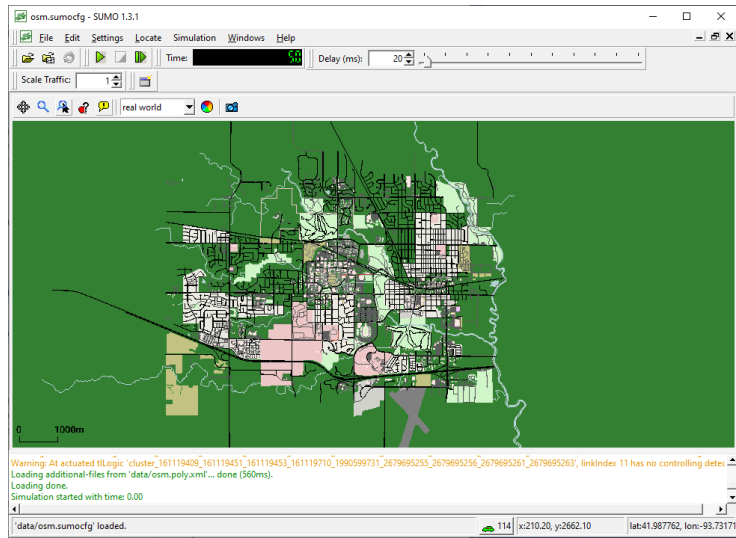 osm.sumocfg - SUMO 1.3.1
File Edit Settings Locate Simulation Windows Help
Time: 5.0 Delay (ms): 20
Scale Traffic: 1
real world
0 1000m
Warning: At actuated tlLogic 'cluster_161119409_161119451_161119453_161119710_1990599731_2679695255_2679695256_2679695261_2679695263', linkIndex 11 has no controlling detec
Loading additional-files from 'data/osm.poly.xml'... done (560ms).
Loading done.
Simulation started with time: 0.00
'data/osm.sumocfg' loaded. 114 x:210.20, y:2662.10 lat:41.987762, lon:-93.73171